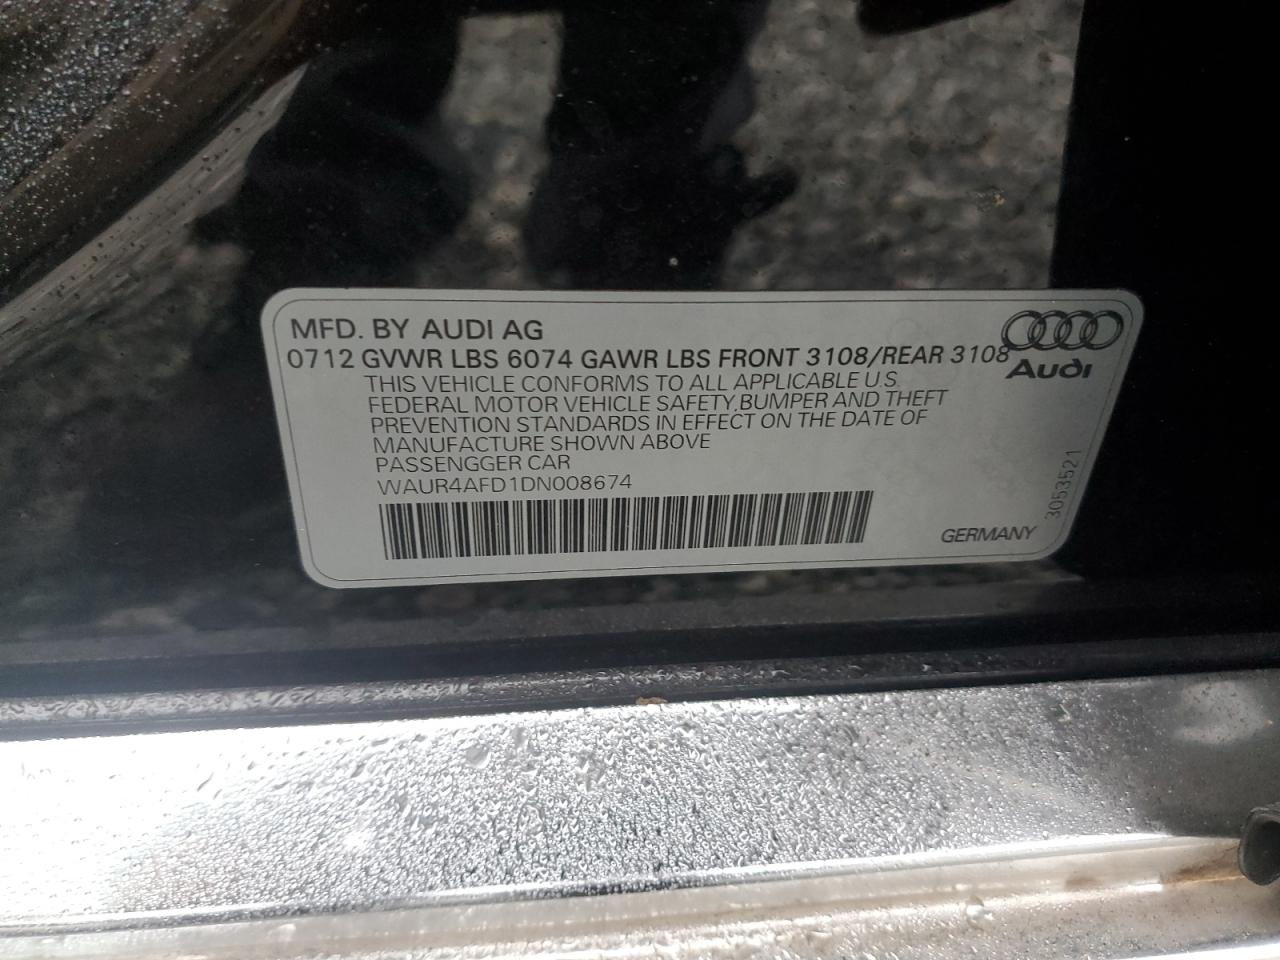 MFD. BY AUDI AG
0712 GVWR LBS 6074 GAWR LBS FRONT 3108/REAR 3108
Audi
THIS VEHICLE CONFORMS TO ALL APPLICABLE U.S.
FEDERAL MOTOR VEHICLE SAFETY,BUMPER AND THEFT
PREVENTION STANDARDS IN EFFECT ON THE DATE OF
MANUFACTURE SHOWN ABOVE
PASSENGGER CAR
WAUR4AFD1DN008674
3053521
GERMANY